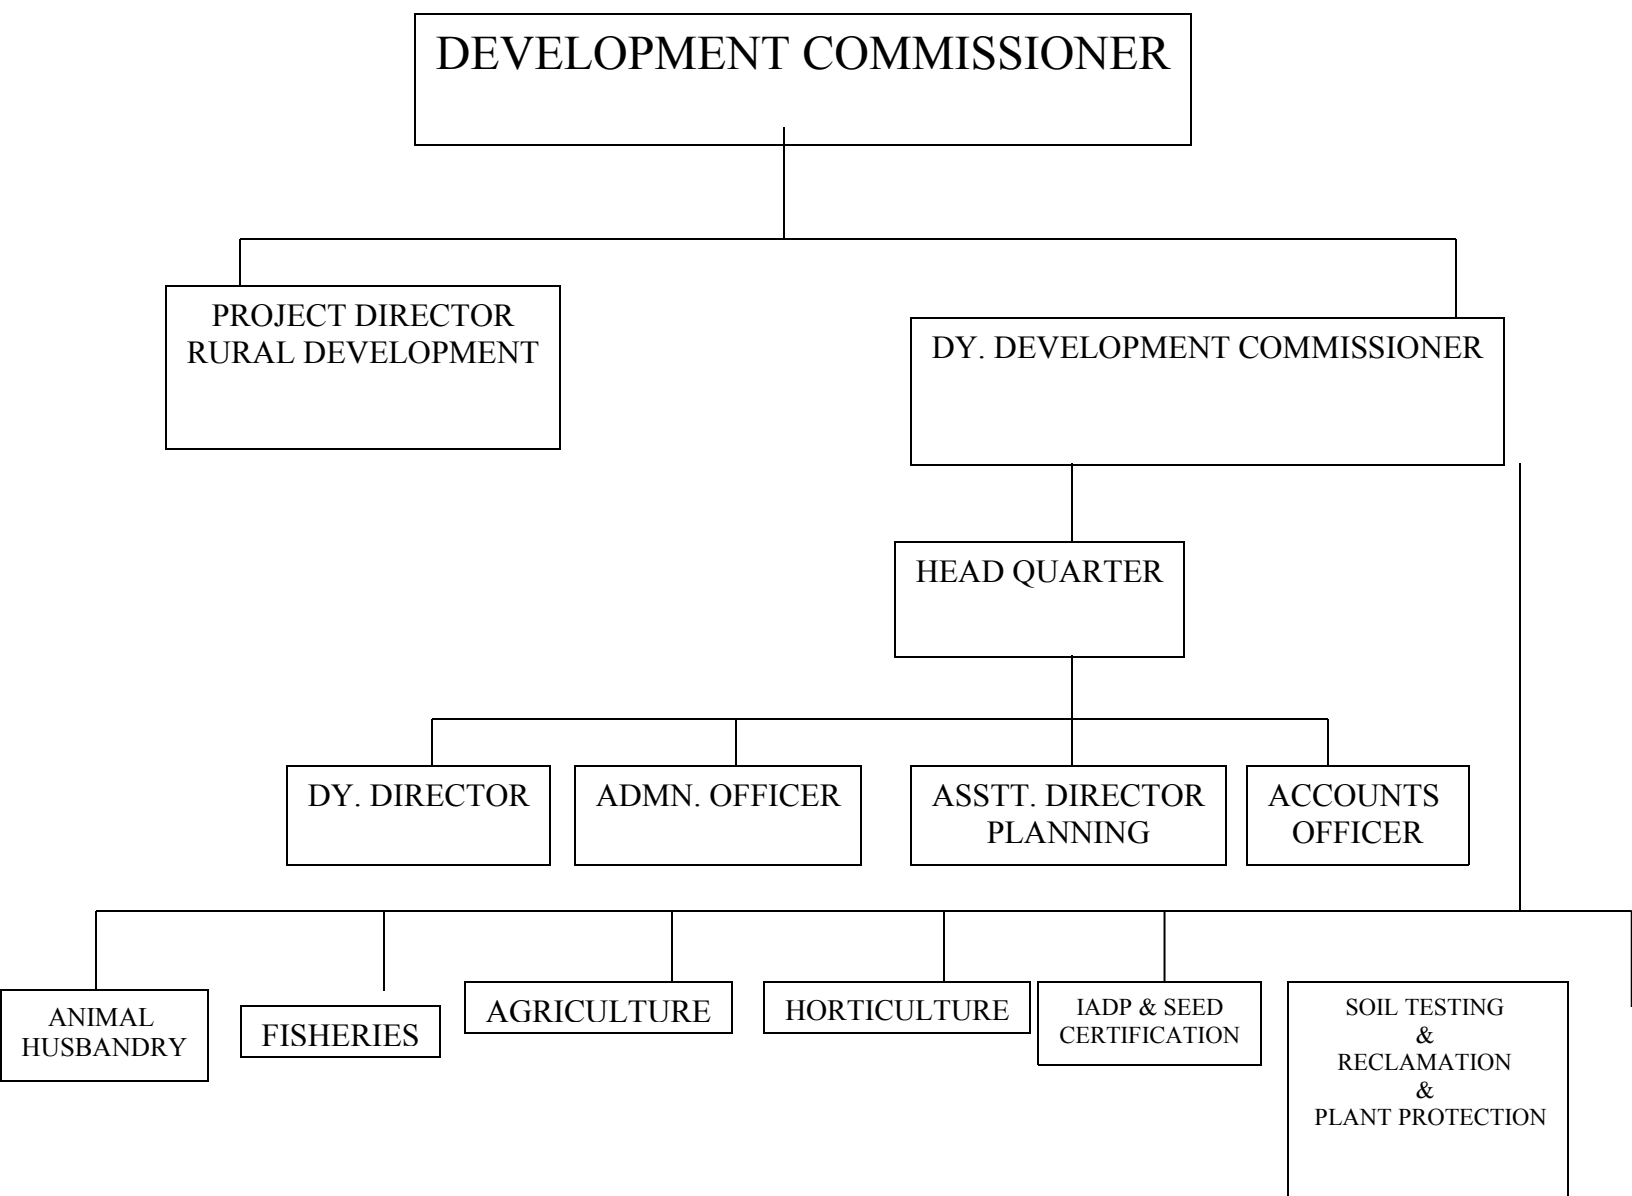 DEVELOPMENT COMMISSIONER
PROJECT DIRECTOR
RURAL DEVELOPMENT
DY. DEVELOPMENT COMMISSIONER
HEAD QUARTER
DY. DIRECTOR
ADMN. OFFICER
ASSTT. DIRECTOR
PLANNING
ACCOUNTS
OFFICER
ANIMAL
HUSBANDRY
FISHERIES
AGRICULTURE
HORTICULTURE
IADP & SEED
CERTIFICATION
SOIL TESTING
&
RECLAMATION
&
PLANT PROTECTION